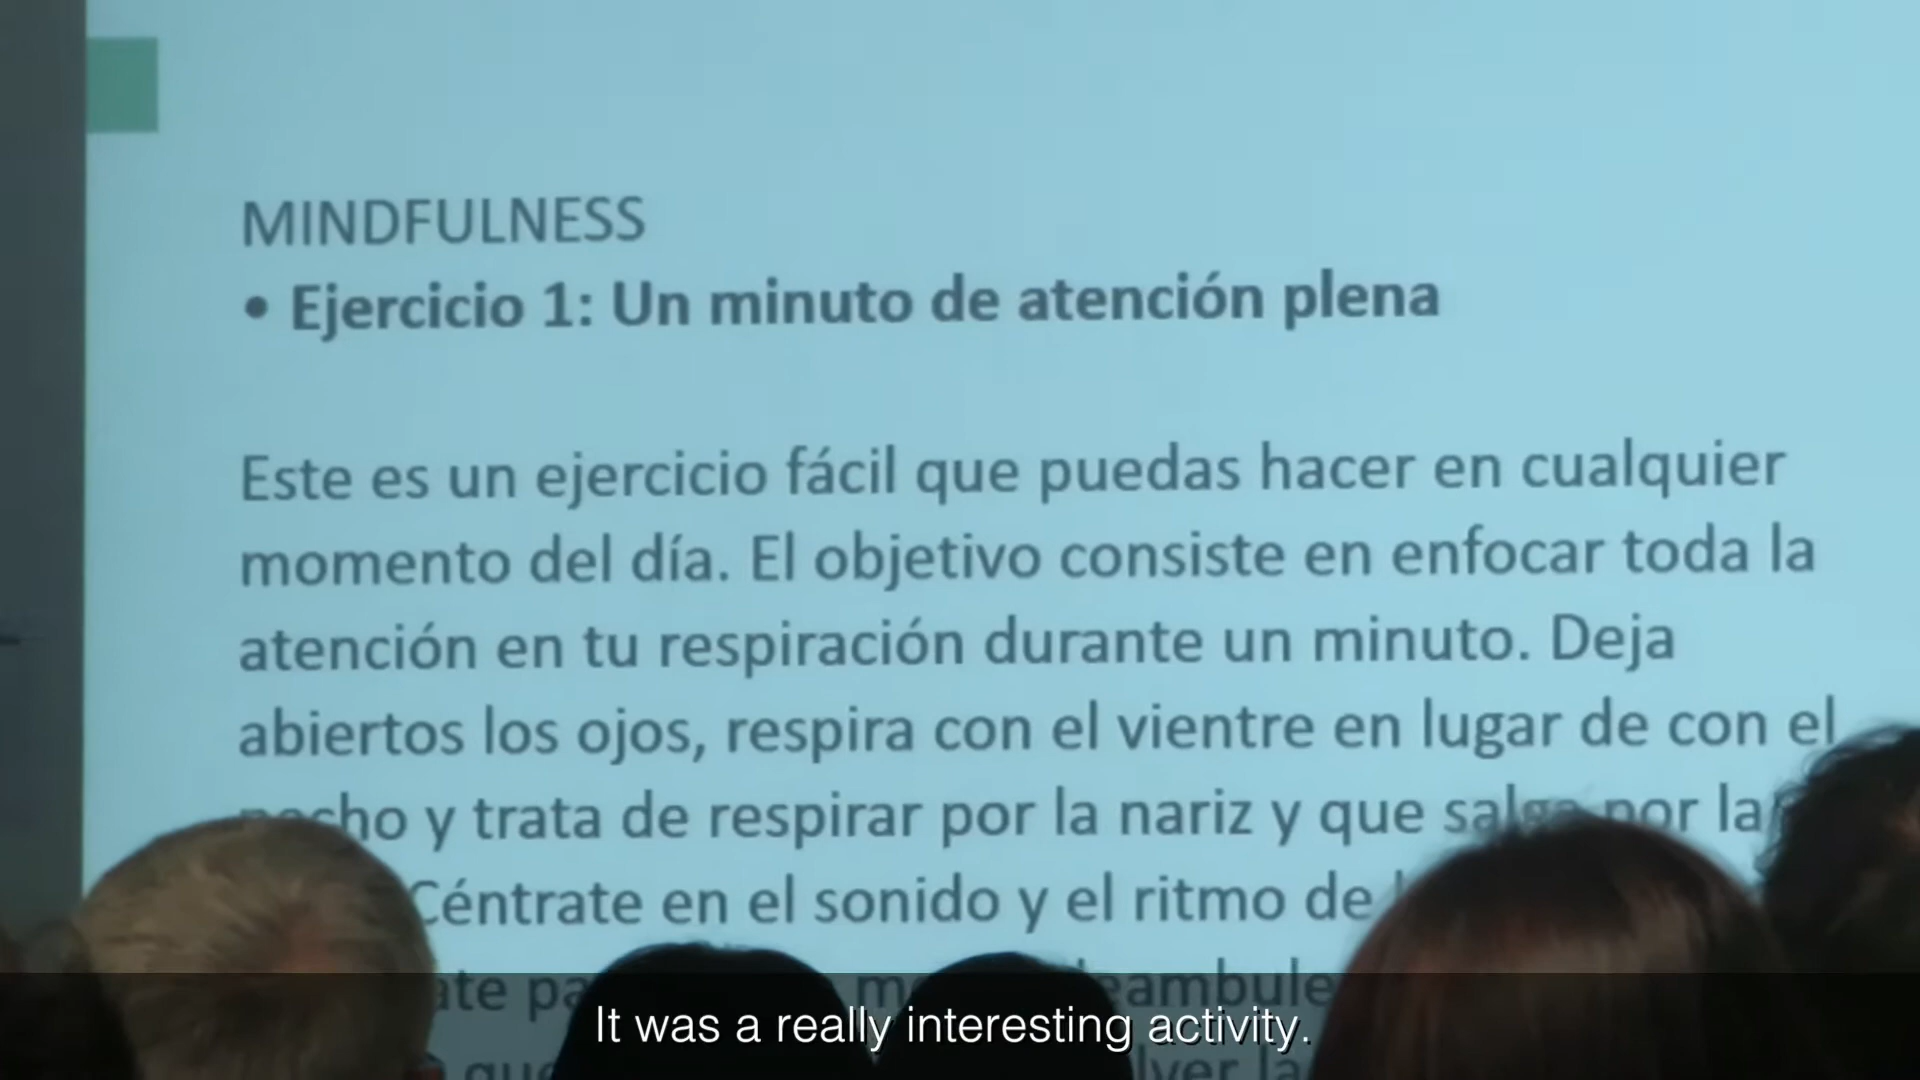 MINDFULNESS
• Ejercicio 1: Un minuto de atención plena
Este es un ejercicio fácil que puedas hacer en cualquier
momento del día. El objetivo consiste en enfocar toda la
atención en tu respiración durante un minuto. Deja
abiertos los ojos, respira con el vientre en lugar de con el
pecho y trata de respirar por la nariz y que salga por la
Céntrate en el sonido y el ritmo de
It was a really interesting activity.